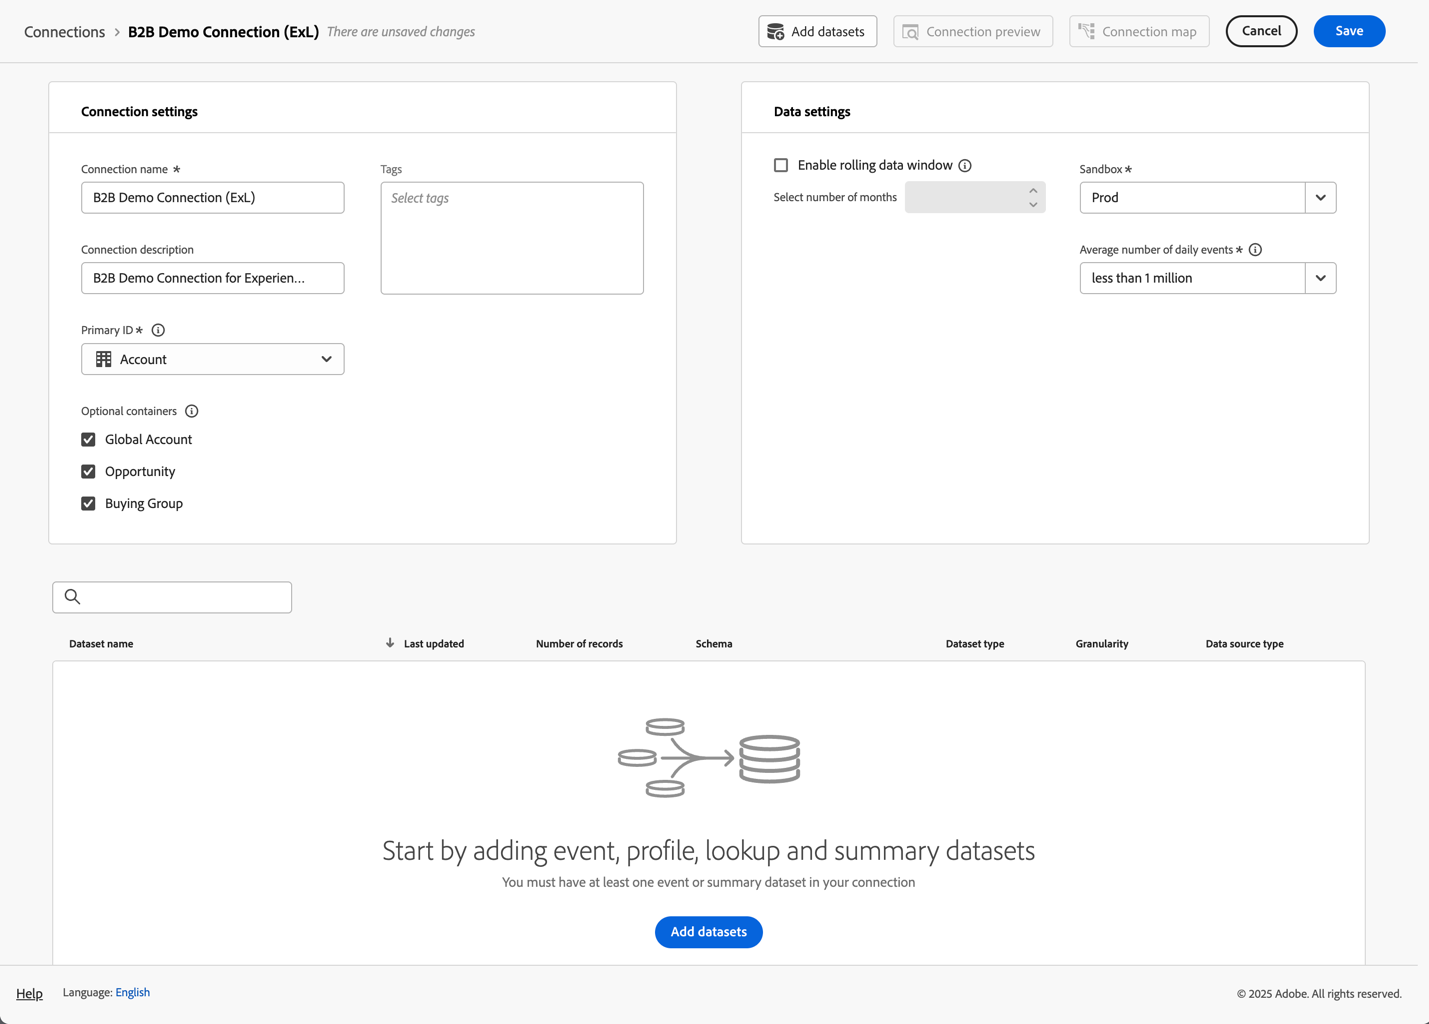 Connections > B2B Demo Connection (ExL) There are unsaved changes
Add datasets
Connection preview
Connection map
Cancel
Save
Connection settings
Connection name *
B2B Demo Connection (ExL)
Tags
Select tags
Connection description
B2B Demo Connection for Experien...
Primary ID *
Account
Optional containers
Global Account
Opportunity
Buying Group
Data settings
Enable rolling data window
Select number of months
Sandbox *
Prod
Average number of daily events *
less than 1 million
Dataset name Last updated Number of records Schema Dataset type Granularity Data source type
Start by adding event, profile, lookup and summary datasets
You must have at least one event or summary dataset in your connection
Add datasets
Help Language: English © 2025 Adobe. All rights reserved.